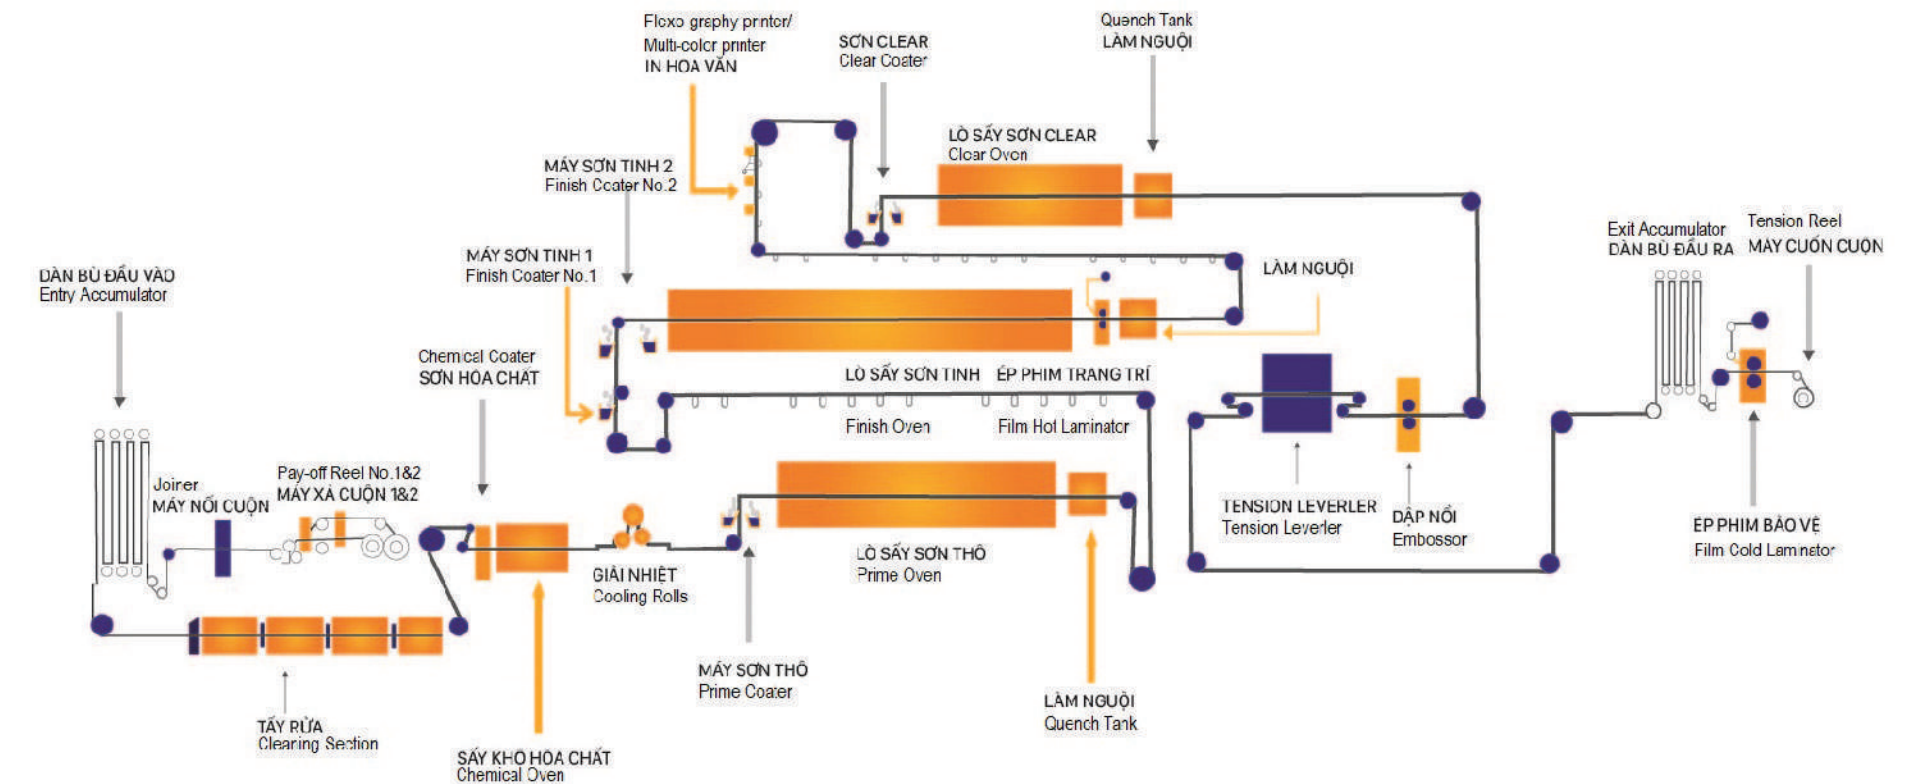 Flexo graphy printer/
Multi-color printer
IN HOA VĂN
SƠN CLEAR
Clear Coater
Quench Tank
LÀM NGUỘI
LÒ SẤY SƠN CLEAR
Clear Oven
MÁY SƠN TINH 2
Finish Coater No.2
MÁY SƠN TINH 1
Finish Coater No.1
LÀM NGUỘI
Exit Accumulator
DÀN BÙ ĐẦU RA
Tension Reel
MÁY CUỐN CUỘN
DÀN BÙ ĐẦU VÀO
Entry Accumulator
Chemical Coater
SƠN HÓA CHẤT
LÒ SẤY SƠN TINH
Finish Oven
ÉP PHIM TRANG TRÍ
Film Hot Laminator
Joiner
MÁY NỐI CUỘN
Pay-off Reel No.1&2
MÁY XẢ CUỘN 1&2
GIẢI NHIỆT
Cooling Rolls
LÒ SẤY SƠN THÔ
Prime Oven
TENSION LEVERLER
Tension Leverler
DẬP NỔI
Embossor
ÉP PHIM BẢO VỆ
Film Cold Laminator
MÁY SƠN THÔ
Prime Coater
LÀM NGUỘI
Quench Tank
TẨY RỬA
Clearing Section
SẤY KHÔ HÓA CHẤT
Chemical Oven